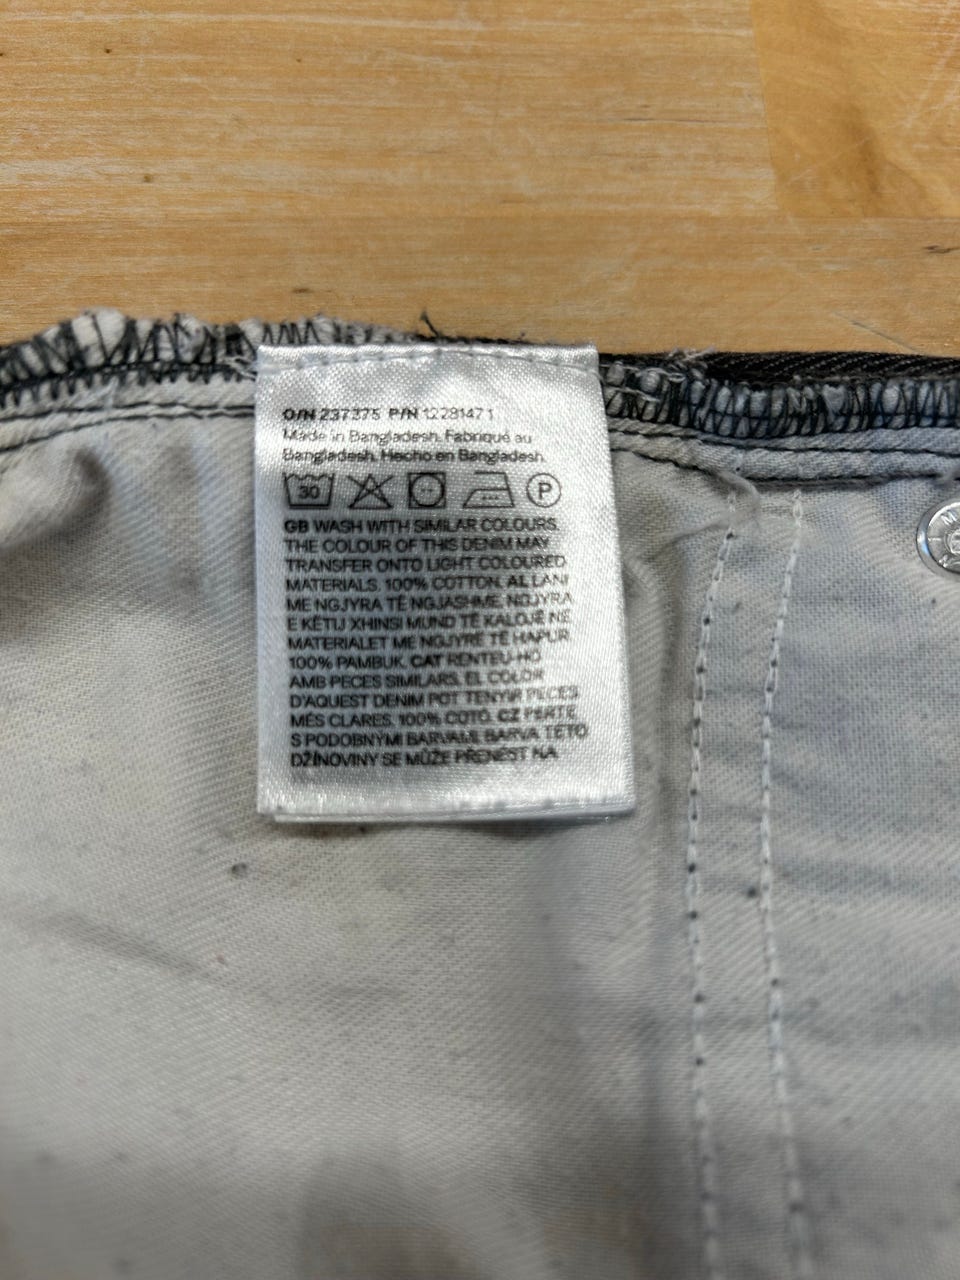 O/N 237375 P/N 12281471
Made in Bangladesh. Fabriqué au
Bangladesh. Hecho en Bangladesh.
30 P
GB WASH WITH SIMILAR COLOURS.
THE COLOUR OF THIS DENIM MAY
TRANSFER ONTO LIGHT COLOURED
MATERIALS. 100% COTTON. AL LANI
ME NGJYRA TË NGJASHME. NGJYRA
E KËTIJ XHINSI MUND TË KALOJË NË
MATERIALET ME NGJYRË TË HAPUR.
100% PAMBUK. CAT RENTEU-HO
AMB PECES SIMILARS. EL COLOR
D'AQUEST DENIM POT TENYIR PECES
MÉS CLARES. 100% COTÓ. CZ PERTE
S PODOBNÝMI BARVAMI. BARVA TÉTO
DŽÍNOVINY SE MŮŽE PŘENÉST NA